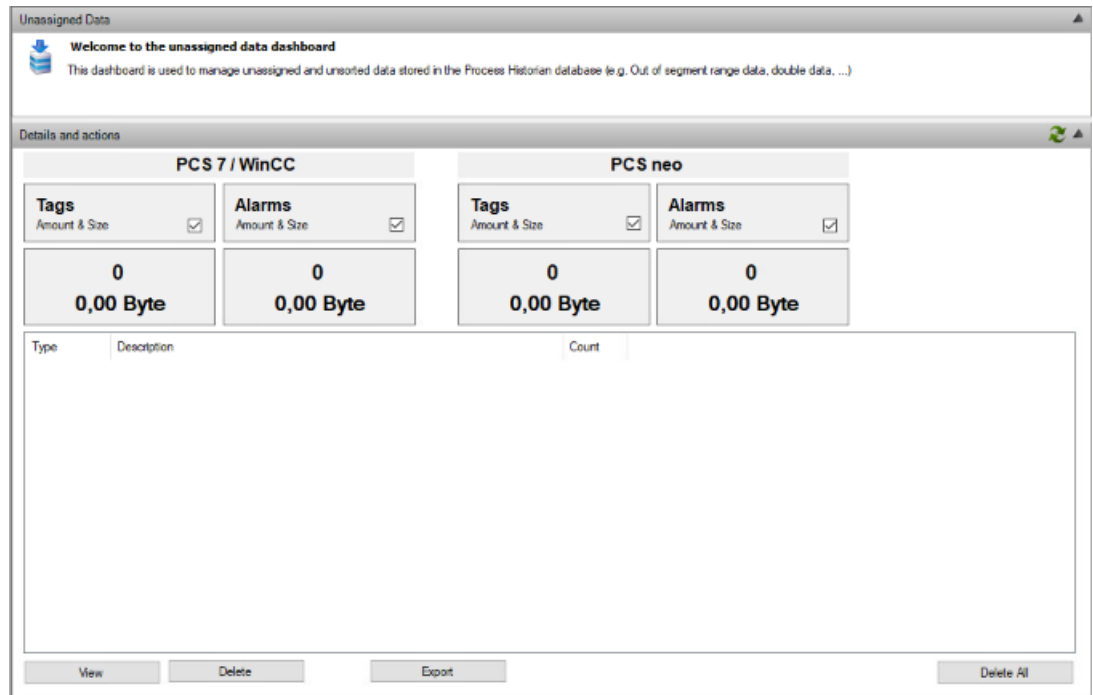 Unassigned Data
Welcome to the unassigned data dashboard
This dashboard is used to manage unassigned and unsorted data stored in the Process Historian database (e.g. Out of segment range data, double data, ...)
Details and actions
PCS 7 / WinCC
PCS neo
Tags
Amount & Size
Alarms
Amount & Size
Tags
Amount & Size
Alarms
Amount & Size
0
0,00 Byte
0
0,00 Byte
0
0,00 Byte
0
0,00 Byte
Type Description Count
View Delete Export Delete All